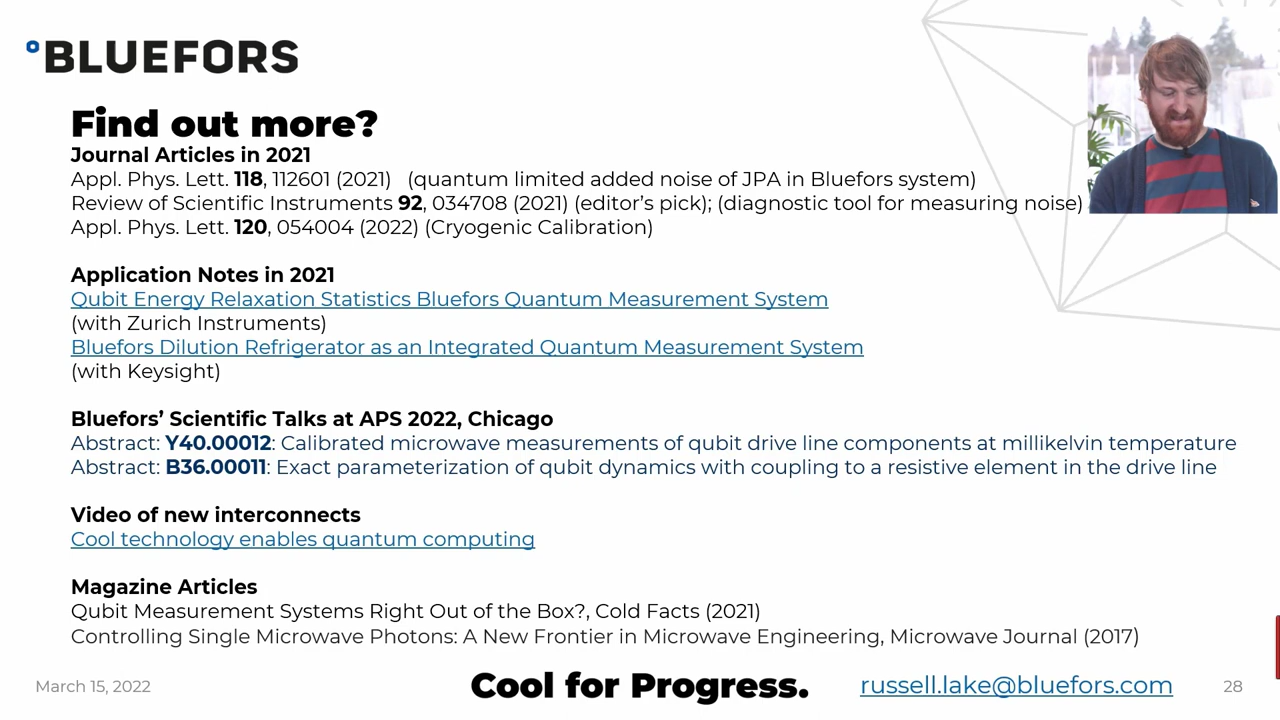 BLUEFORS
Find out more?
Journal Articles in 2021
Appl. Phys. Lett. 118, 112601 (2021) (quantum limited added noise of JPA in Bluefors system)
Review of Scientific Instruments 92, 034708 (2021) (editor’s pick); (diagnostic tool for measuring noise)
Appl. Phys. Lett. 120, 054004 (2022) (Cryogenic Calibration)
Application Notes in 2021
Qubit Energy Relaxation Statistics Bluefors Quantum Measurement System
(with Zurich Instruments)
Bluefors Dilution Refrigerator as an Integrated Quantum Measurement System
(with Keysight)
Bluefors’ Scientific Talks at APS 2022, Chicago
Abstract: Y40.00012: Calibrated microwave measurements of qubit drive line components at millikelvin temperature
Abstract: B36.00011: Exact parameterization of qubit dynamics with coupling to a resistive element in the drive line
Video of new interconnects
Cool technology enables quantum computing
Magazine Articles
Qubit Measurement Systems Right Out of the Box?, Cold Facts (2021)
Controlling Single Microwave Photons: A New Frontier in Microwave Engineering, Microwave Journal (2017)
March 15, 2022
Cool for Progress.
russell.lake@bluefors.com
28